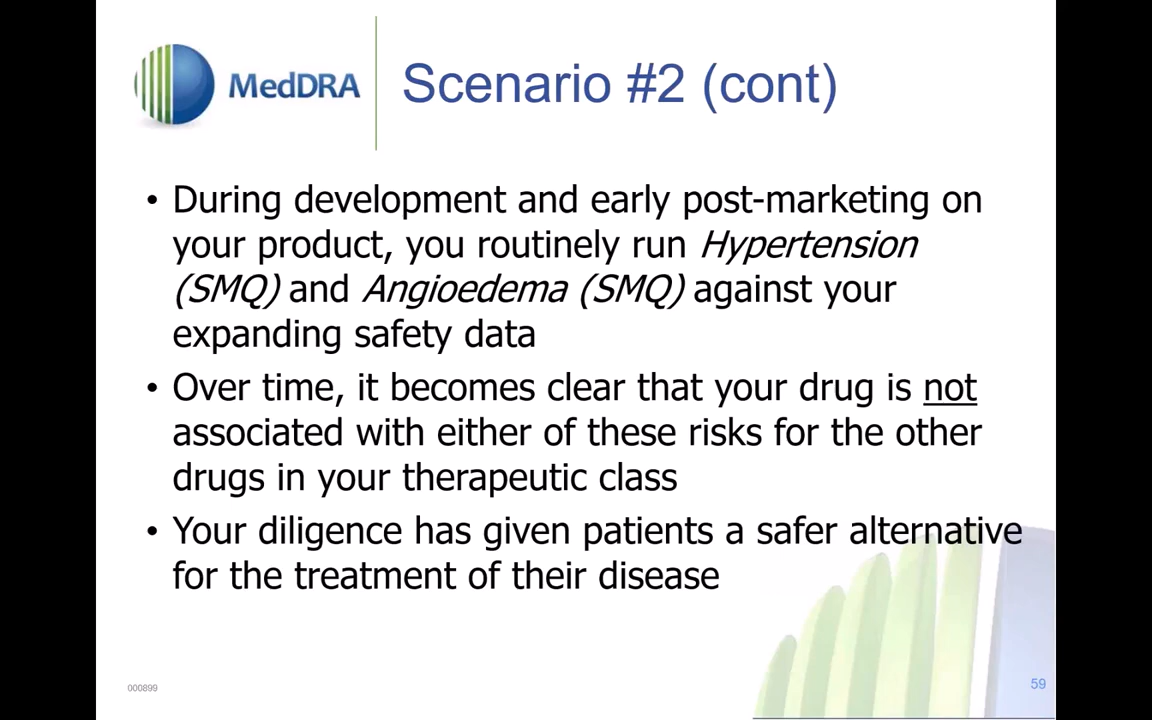 MedDRA
Scenario #2 (cont)
• During development and early post-marketing on
your product, you routinely run Hypertension
(SMQ) and Angioedema (SMQ) against your
expanding safety data
• Over time, it becomes clear that your drug is not
associated with either of these risks for the other
drugs in your therapeutic class
• Your diligence has given patients a safer alternative
for the treatment of their disease
000899
59